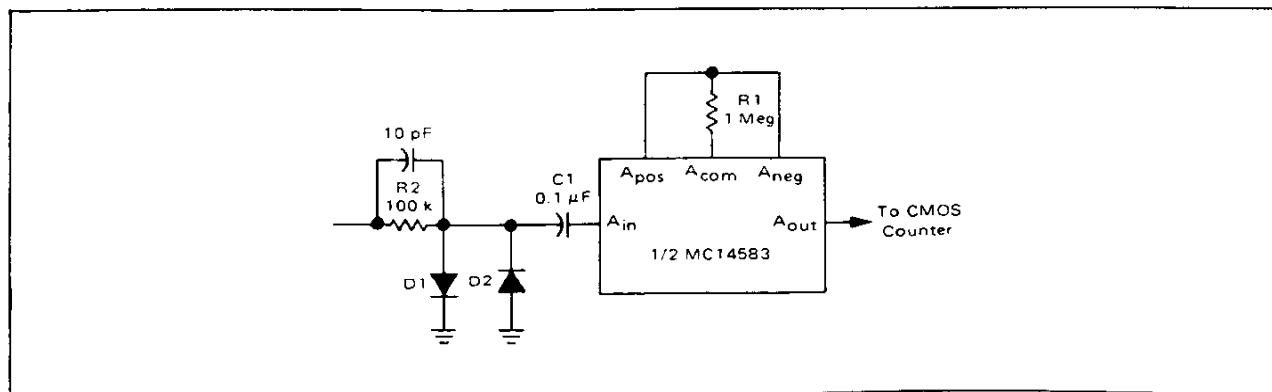 10 pF
R2
100 k
D1
D2
C1
0.1 μF
R1
1 Meg
Apos
Acom
Aneg
Ain
Aout
1/2 MC14583
To CMOS
Counter